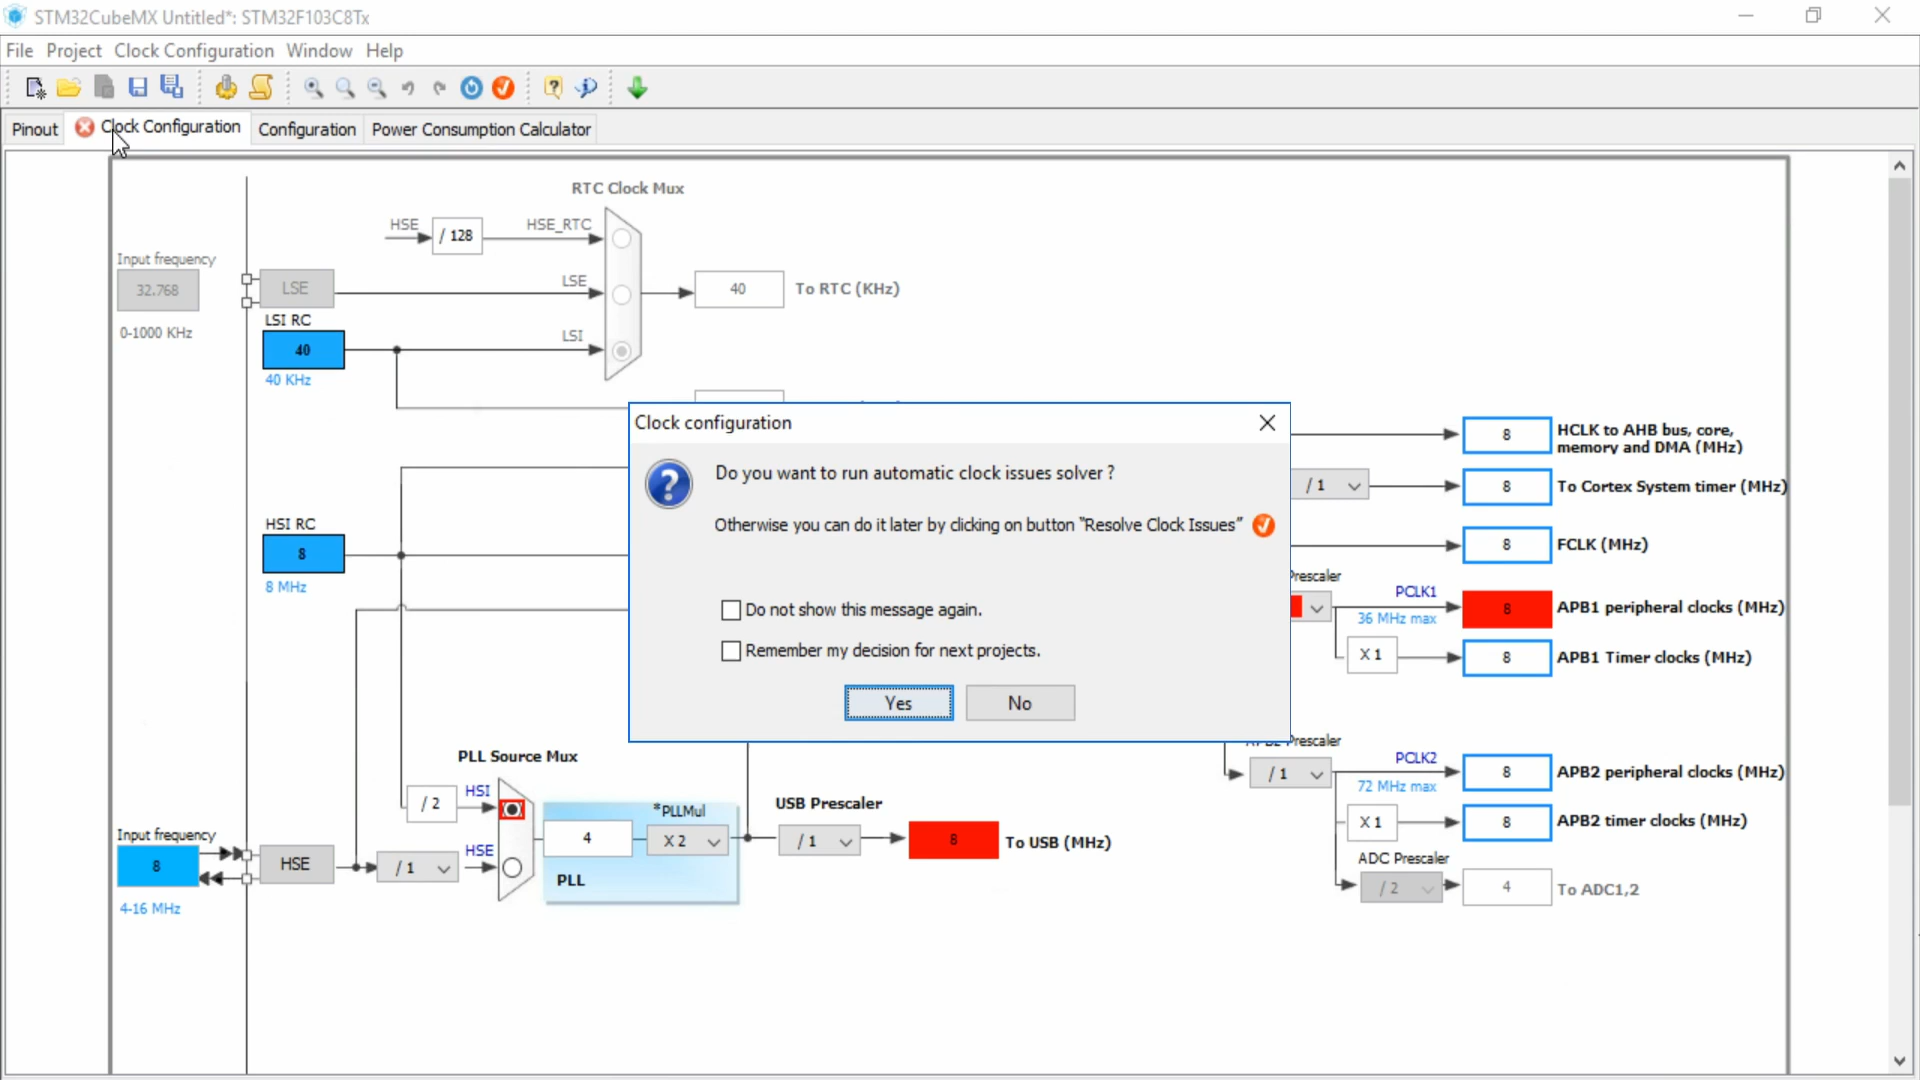 STM32CubeMX Untitled*: STM32F103C8Tx
File Project Clock Configuration Window Help
Pinout Clock Configuration Configuration Power Consumption Calculator
RTC Clock Mux
HSE / 128 HSE_RTC
Input frequency
32.768
LSE LSE
40 To RTC (KHz)
0-1000 KHz
LSI RC
40 LSI
40 KHz
Clock configuration
Do you want to run automatic clock issues solver ?
Otherwise you can do it later by clicking on button "Resolve Clock Issues"
Do not show this message again.
Remember my decision for next projects.
Yes No
8 HCLK to AHB bus, core,
memory and DMA (MHz)
/ 1 8 To Cortex System timer (MHz)
8 FCLK (MHz)
HSI RC
8
8 MHz
Prescaler
PCLK1
36 MHz max
8 APB1 peripheral clocks (MHz)
X 1 8 APB1 Timer clocks (MHz)
Prescaler
PCLK2
/ 1 72 MHz max
8 APB2 peripheral clocks (MHz)
X 1 8 APB2 timer clocks (MHz)
ADC Prescaler
/ 2 4 To ADC1,2
PLL Source Mux
/ 2 HSI
*PLLMul
4 X 2
PLL
USB Prescaler
/ 1 8 To USB (MHz)
Input frequency
8
HSE / 1 HSE
4-16 MHz